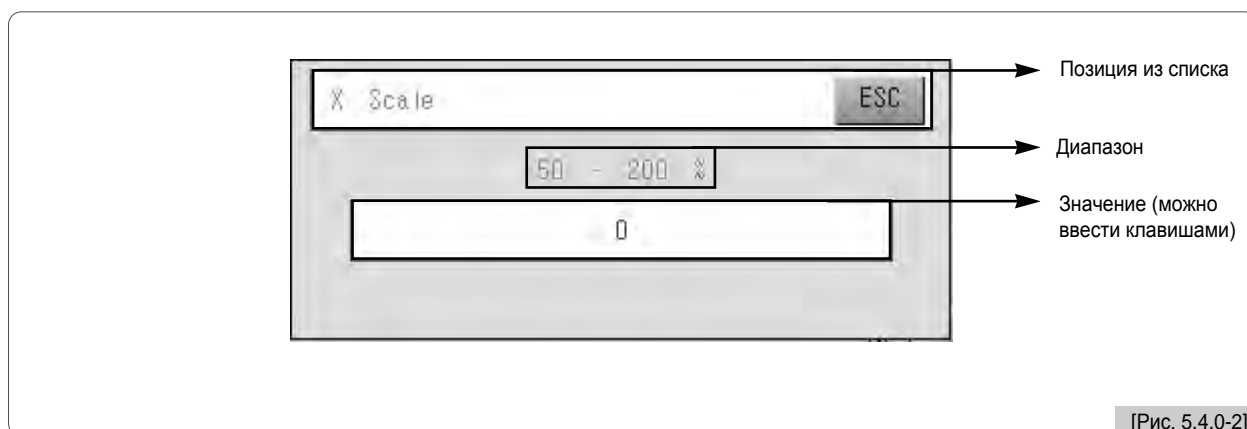 X Scale ESC
Позиция из списка
50 - 200 %
Диапазон
0
Значение (можно
ввести клавишами)
[Рис. 5.4.0-2]